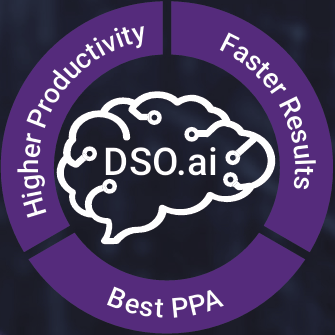 Higher Productivity
Faster Results
DSO.ai
Best PPA